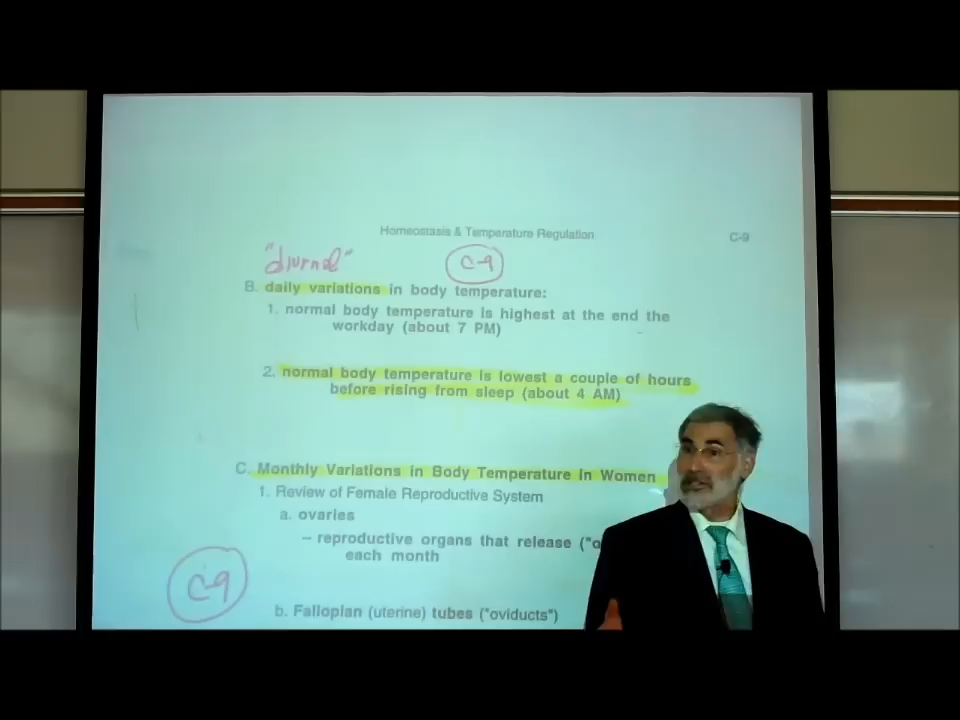 Homeostasis & Temperature Regulation C-9
"diurnal" C-9
B. daily variations in body temperature:
1. normal body temperature is highest at the end the
workday (about 7 PM)
2. normal body temperature is lowest a couple of hours
before rising from sleep (about 4 AM)
C. Monthly Variations in Body Temperature in Women
1. Review of Female Reproductive System
a. ovaries
– reproductive organs that release ("o
each month
C-9
b. Fallopian (uterine) tubes ("oviducts")